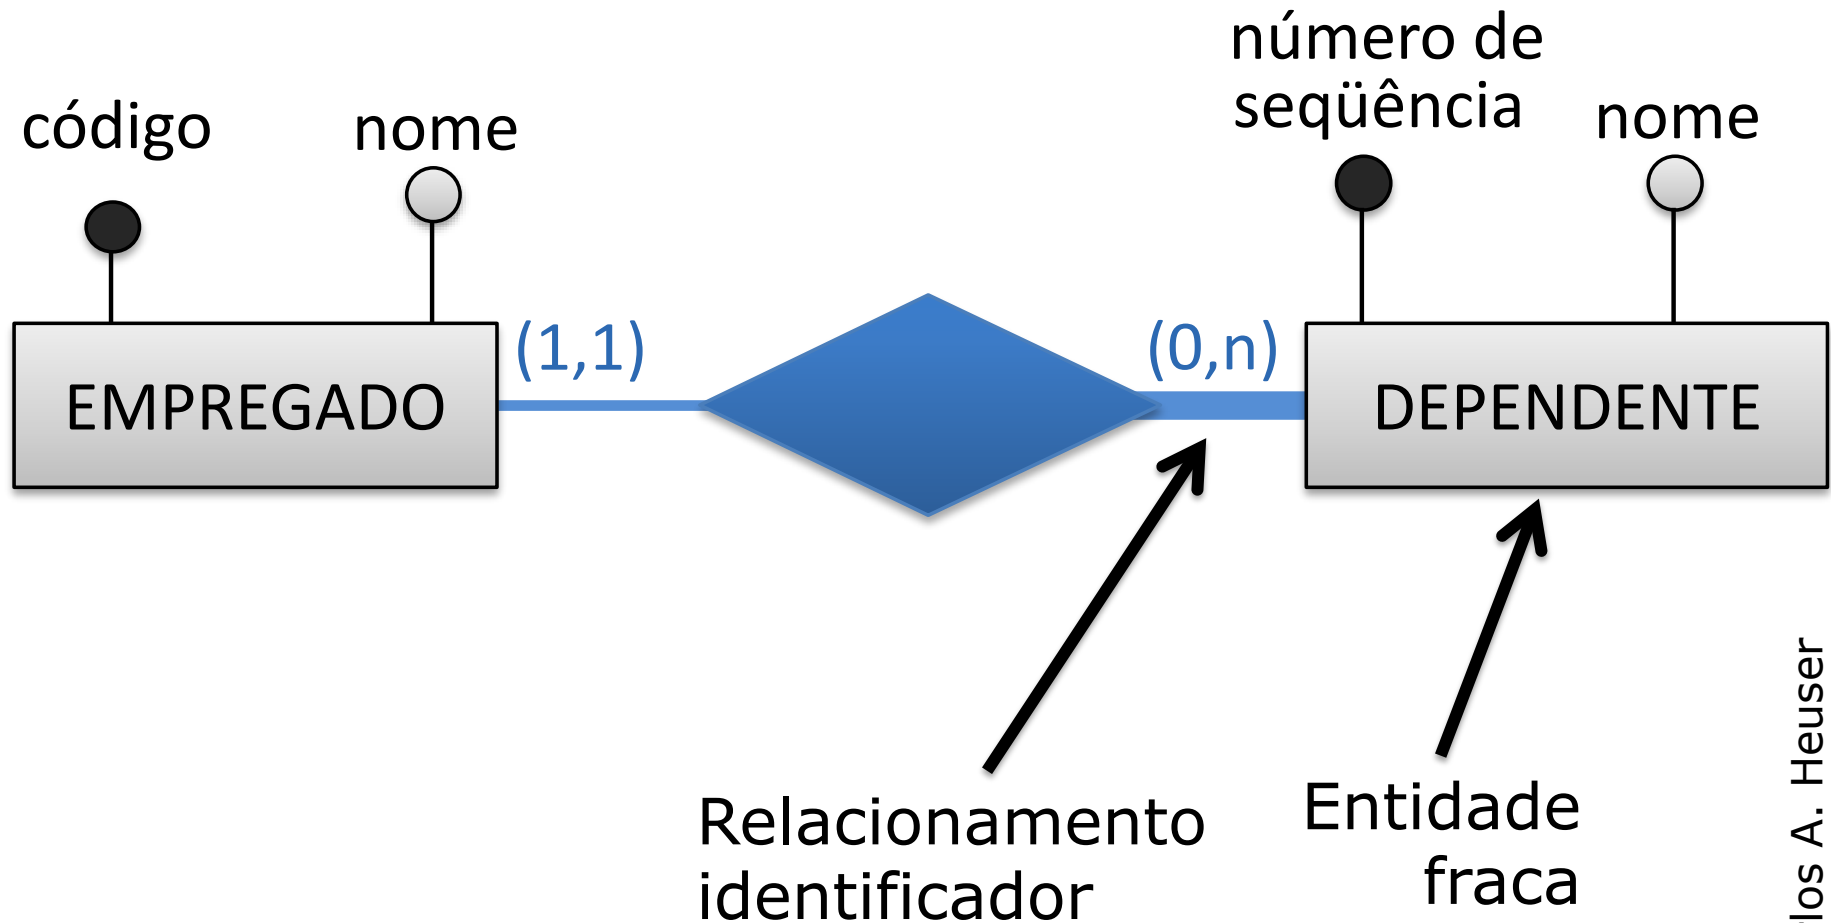 número de
seqüência
código
nome
nome
(1,1)
(0,n)
EMPREGADO
DEPENDENTE
Relacionamento
identificador
Entidade
fraca
A. Heuser